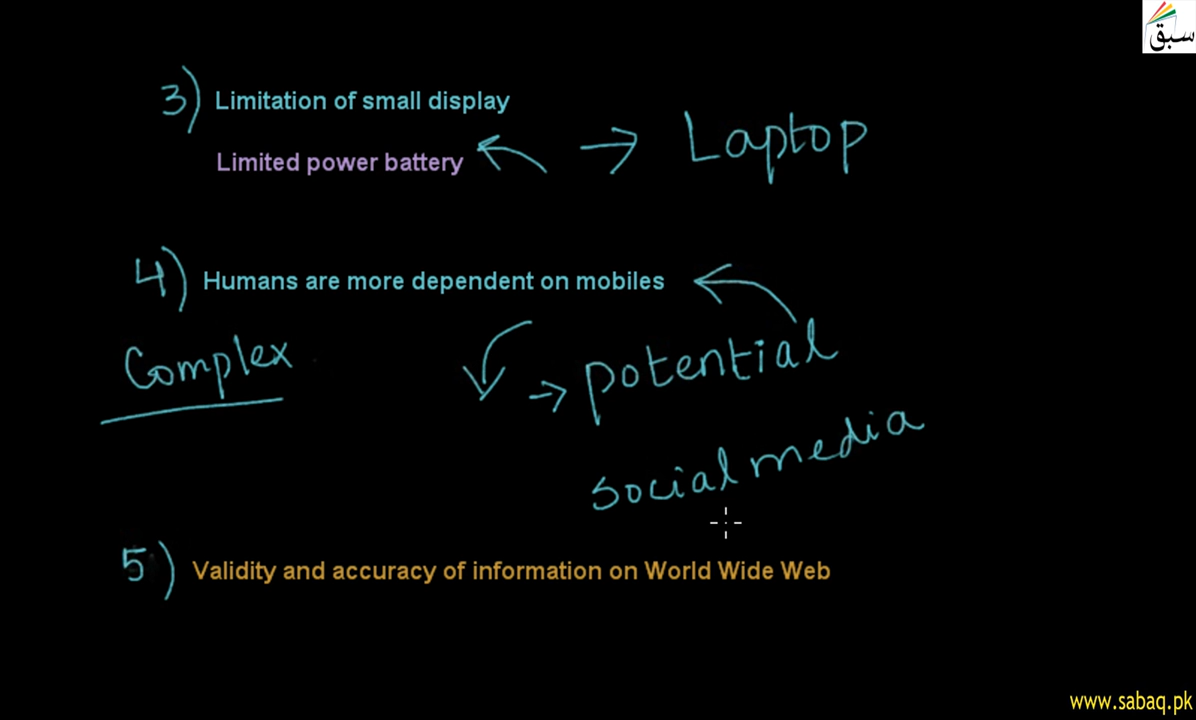 سبق
3) Limitation of small display
Limited power battery → Laptop
4) Humans are more dependent on mobiles
Complex → potential
social media
5) Validity and accuracy of information on World Wide Web
www.sabaq.pk